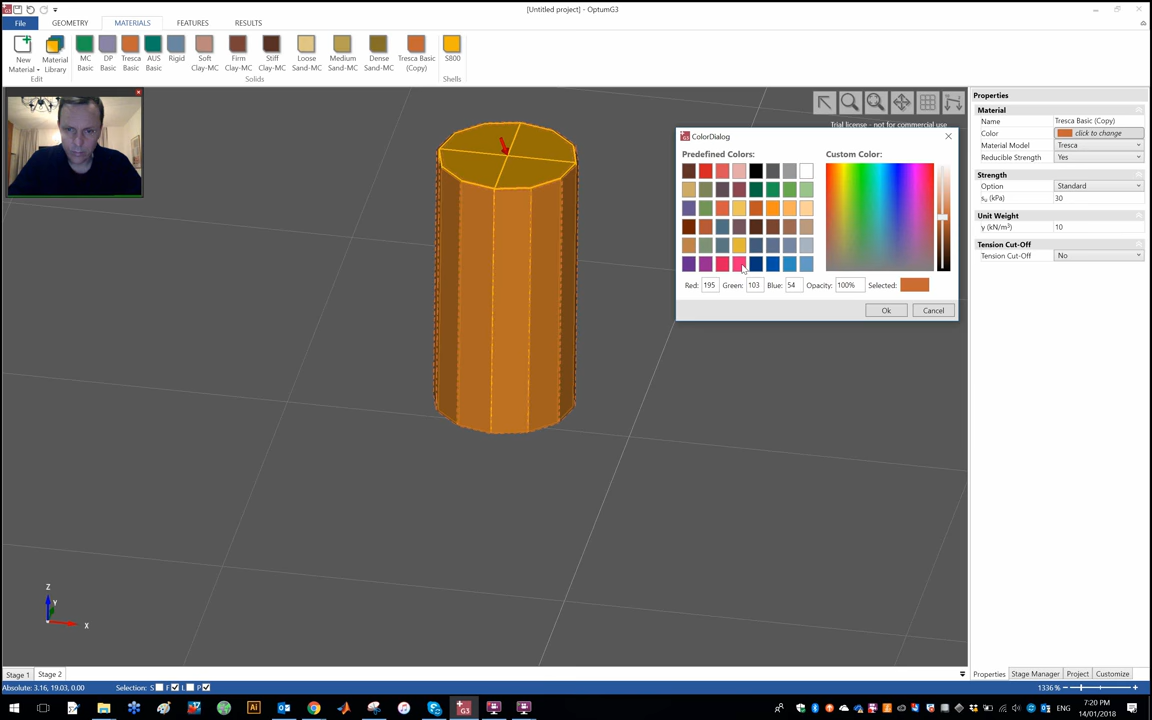 [Untitled project] - OptumG3
File GEOMETRY MATERIALS FEATURES RESULTS
New Material
Material Library
MC Basic
DP Basic
Tresca Basic
AUS Basic
Rigid
Soft Clay-MC
Firm Clay-MC
Stiff Clay-MC
Loose Sand-MC
Medium Sand-MC
Dense Sand-MC
Tresca Basic (Copy)
S800
Edit Solids Shells
Trial license - not for commercial use
ColorDialog
Predefined Colors: Custom Color:
Red: 195 Green: 103 Blue: 54 Opacity: 100% Selected:
Ok Cancel
Properties
Material
Name Tresca Basic (Copy)
Color click to change
Material Model Tresca
Reducible Strength Yes
Strength
Option Standard
su (kPa) 30
Unit Weight
γ (kN/m³) 10
Tension Cut-Off
Tension Cut-Off No
Z
Y
X
Stage 1 Stage 2
Properties Stage Manager Project Customize
Absolute: 3.16, 19.03, 0.00 Selection: S F L P
1336 %
G3
Ai
ENG
7:20 PM
14/01/2018